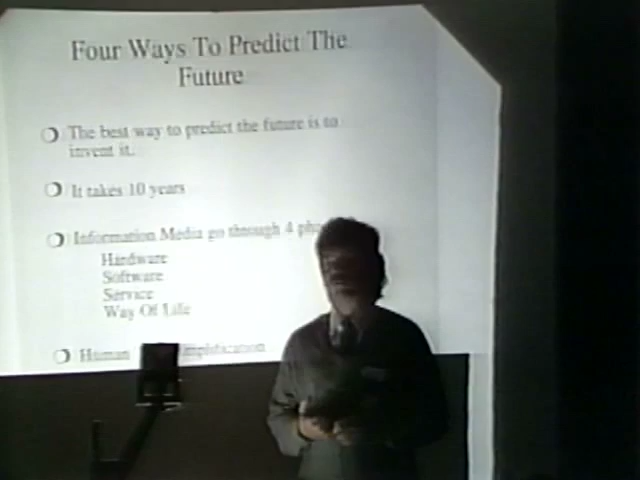 Four Ways To Predict The
Future
The best way to predict the future is to
invent it.
It takes 10 years
Information Media go through 4
Hardware
Software
Service
Way Of Life
Human